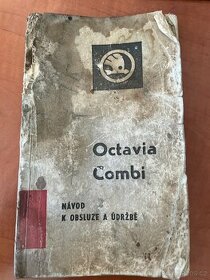 Octavia
Combi
NÁVOD
K OBSLUZE A ÚDRŽBĚ